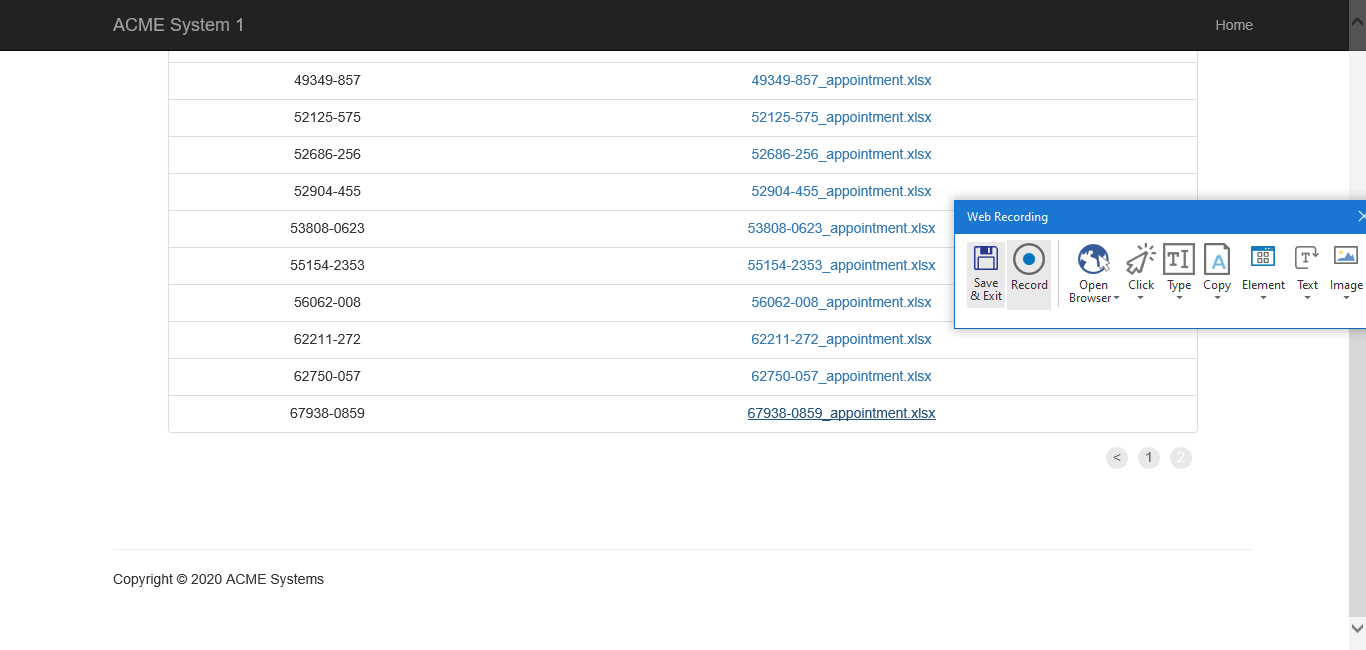 ACME System 1 Home
49349-857 49349-857_appointment.xlsx
52125-575 52125-575_appointment.xlsx
52686-256 52686-256_appointment.xlsx
52904-455 52904-455_appointment.xlsx
53808-0623 53808-0623_appointment.xlsx
55154-2353 55154-2353_appointment.xlsx
56062-008 56062-008_appointment.xlsx
62211-272 62211-272_appointment.xlsx
62750-057 62750-057_appointment.xlsx
67938-0859 67938-0859_appointment.xlsx
< 1 2
Copyright © 2020 ACME Systems
Web Recording
Save & Exit
Record
Open Browser
Click
Type
Copy
Element
Text
Image